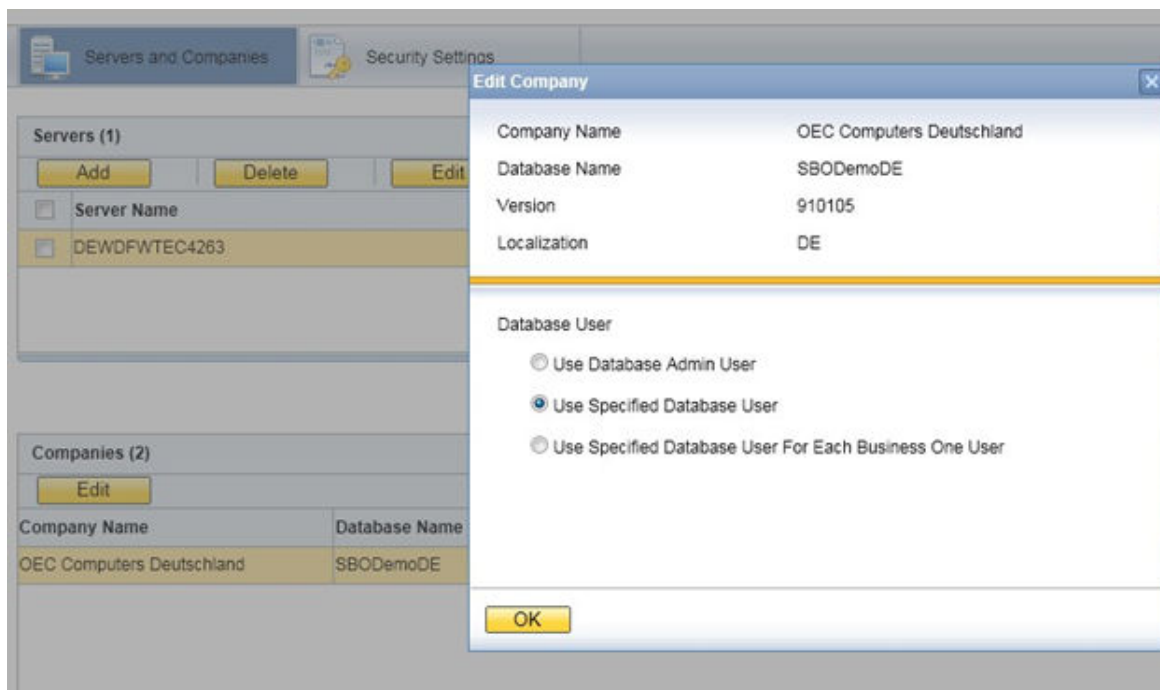 Servers and Companies
Security Settings
Edit Company
Company Name OEC Computers Deutschland
Database Name SBODemoDE
Version 910105
Localization DE
Database User
Use Database Admin User
Use Specified Database User
Use Specified Database User For Each Business One User
OK
Servers (1)
Add Delete Edit
Server Name
DEWDFWTEC4263
Companies (2)
Edit
Company Name Database Name
OEC Computers Deutschland SBODemoDE